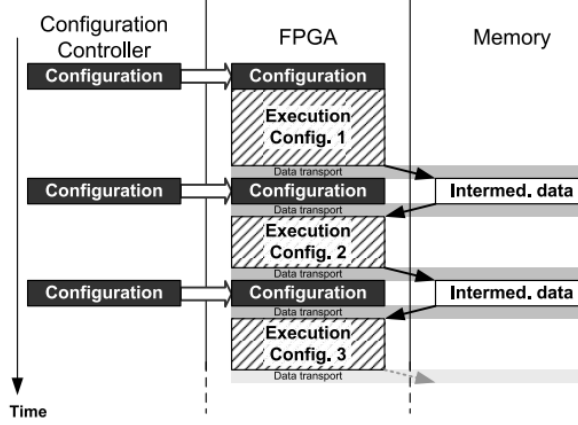 Configuration
Controller
FPGA
Memory
Configuration
Configuration
Execution
Config. 1
Data transport
Configuration
Configuration
Intermed. data
Data transport
Execution
Config. 2
Data transport
Configuration
Configuration
Intermed. data
Data transport
Execution
Config. 3
Data transport
Time